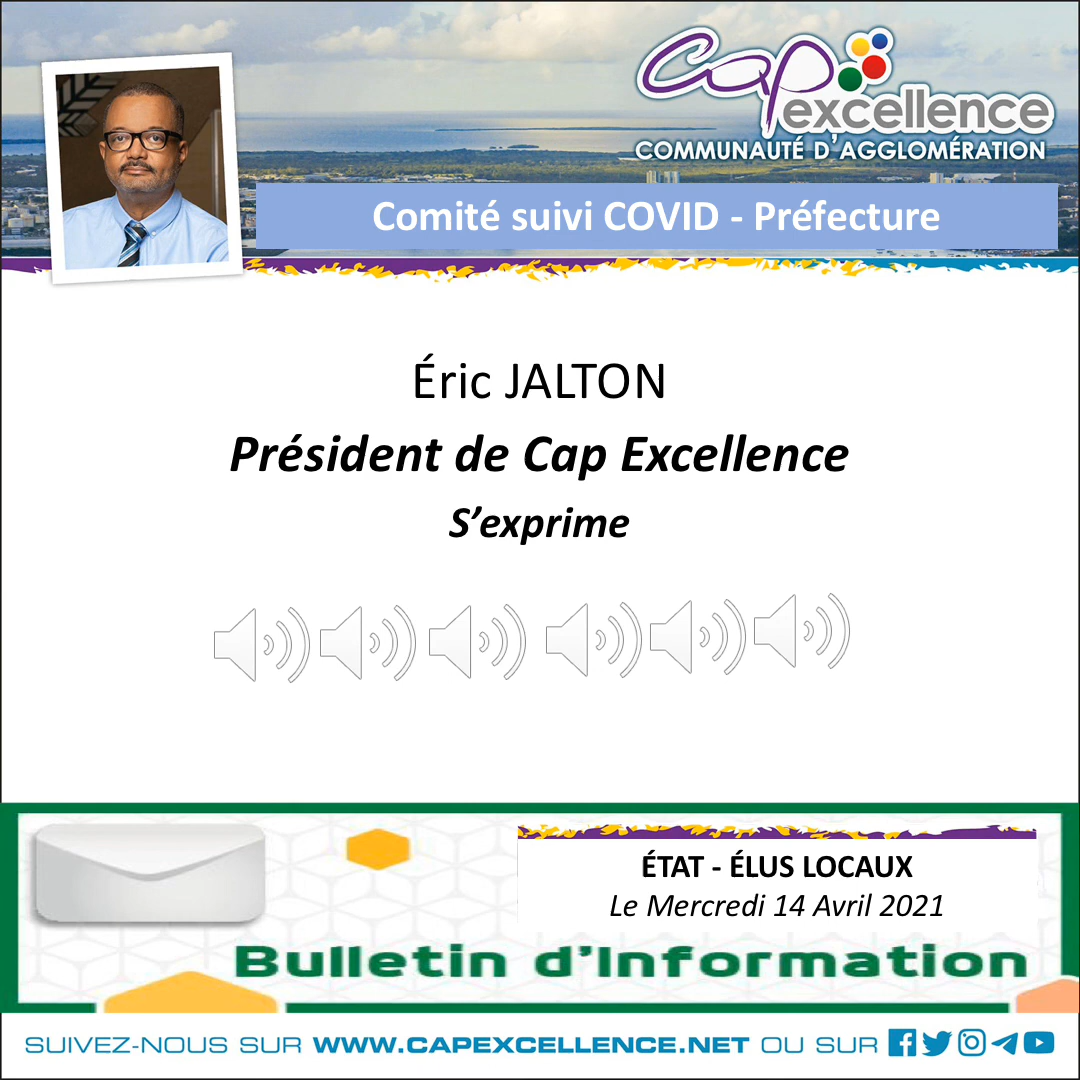 Cap
excellence
COMMUNAUTÉ D'AGGLOMÉRATION
Comité suivi COVID - Préfecture
Éric JALTON
Président de Cap Excellence
S’exprime
ÉTAT - ÉLUS LOCAUX
Le Mercredi 14 Avril 2021
Bulletin d’Information
SUIVEZ-NOUS SUR WWW.CAPEXCELLENCE.NET OU SUR